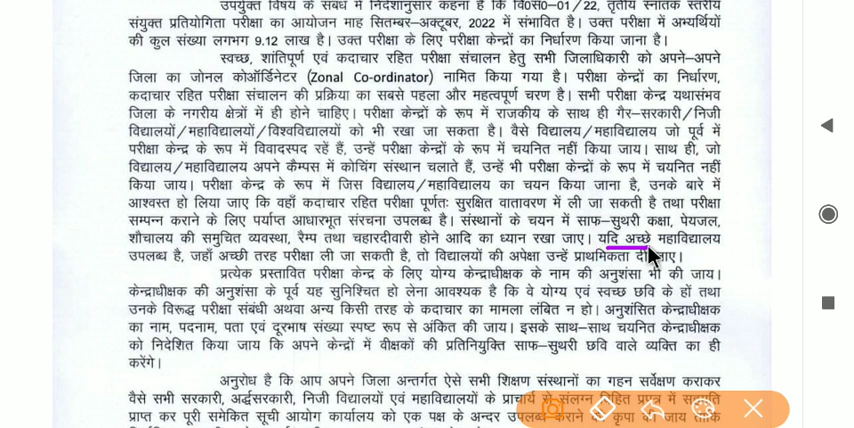 उपर्युक्त विषय के संबंध में निदेशानुसार कहना है कि वि०सं०–01/22, तृतीय स्नातक स्तरीय
संयुक्त प्रतियोगिता परीक्षा का आयोजन माह सितम्बर–अक्टूबर, 2022 में संभावित है। उक्त परीक्षा में अभ्यर्थियों
की कुल संख्या लगभग 9.12 लाख है। उक्त परीक्षा के लिए परीक्षा केन्द्रों का निर्धारण किया जाना है।
स्वच्छ, शांतिपूर्ण एवं कदाचार रहित परीक्षा संचालन हेतु सभी जिलाधिकारी को अपने–अपने
जिला का जोनल कोऑर्डिनेटर (Zonal Co-ordinator) नामित किया गया है। परीक्षा केन्द्रों का निर्धारण,
कदाचार रहित परीक्षा संचालन की प्रक्रिया का सबसे पहला और महत्वपूर्ण चरण है। सभी परीक्षा केन्द्र यथासंभव
जिला के नगरीय क्षेत्रों में ही होने चाहिए। परीक्षा केन्द्रों के रूप में राजकीय के साथ ही गैर–सरकारी/निजी
विद्यालयों/महाविद्यालयों/विश्वविद्यालयों को भी रखा जा सकता है। वैसे विद्यालय/महाविद्यालय जो पूर्व में
परीक्षा केन्द्र के रूप में विवादास्पद रहें हैं, उन्हें परीक्षा केन्द्रों के रूप में चयनित नहीं किया जाय। साथ ही, जो
विद्यालय/महाविद्यालय अपने कैम्पस में कोचिंग संस्थान चलाते हैं, उन्हें भी परीक्षा केन्द्रों के रूप में चयनित नहीं
किया जाय। परीक्षा केन्द्र के रूप में जिस विद्यालय/महाविद्यालय का चयन किया जाना है, उनके बारे में
आश्वस्त हो लिया जाए कि वहाँ कदाचार रहित परीक्षा पूर्णतः सुरक्षित वातावरण में ली जा सकती है तथा परीक्षा
सम्पन्न कराने के लिए पर्याप्त आधारभूत संरचना उपलब्ध है। संस्थानों के चयन में साफ–सुथरी कक्षा, पेयजल,
शौचालय की समुचित व्यवस्था, रैम्प तथा चहारदीवारी होने आदि का ध्यान रखा जाए। यदि अच्छे महाविद्यालय
उपलब्ध है, जहाँ अच्छी तरह परीक्षा ली जा सकती है, तो विद्यालयों की अपेक्षा उन्हें प्राथमिकता दी जाए।
प्रत्येक प्रस्तावित परीक्षा केन्द्र के लिए योग्य केन्द्राधीक्षक के नाम की अनुशंसा भी की जाय।
केन्द्राधीक्षक की अनुशंसा के पूर्व यह सुनिश्चित हो लेना आवश्यक है कि वे योग्य एवं स्वच्छ छवि के हों तथा
उनके विरूद्ध परीक्षा संबंधी अथवा अन्य किसी तरह के कदाचार का मामला लंबित न हो। अनुशंसित केन्द्राधीक्षक
का नाम, पदनाम, पता एवं दूरभाष संख्या स्पष्ट रूप से अंकित की जाय। इसके साथ–साथ चयनित केन्द्राधीक्षक
को निदेशित किया जाय कि अपने केन्द्रों में वीक्षकों की प्रतिनियुक्ति साफ–सुथरी छवि वाले व्यक्ति का ही
करेंगे।
अनुरोध है कि आप अपने जिला अन्तर्गत ऐसे सभी शिक्षण संस्थानों का गहन सर्वेक्षण कराकर
वैसे सभी सरकारी, अर्द्धसरकारी, निजी विद्यालयों एवं महाविद्यालयों के प्राचार्य से संलग्न विहित प्रपत्र में
प्राप्त कर पूरी समेकित सूची आयोग कार्यालय को एक पक्ष के अन्दर उपलब्ध कराने की कृपा की जाय ताकि